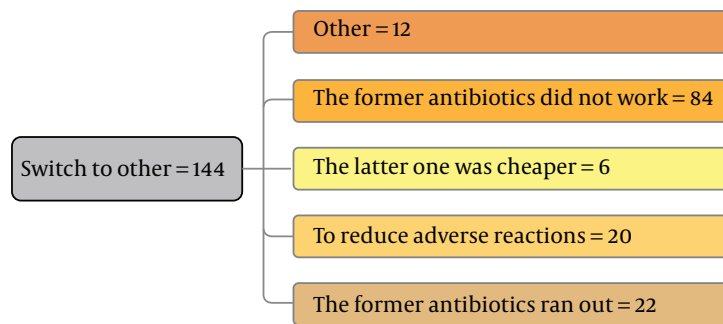 Other = 12
The former antibiotics did not work = 84
Switch to other = 144
The latter one was cheaper = 6
To reduce adverse reactions = 20
The former antibiotics ran out = 22